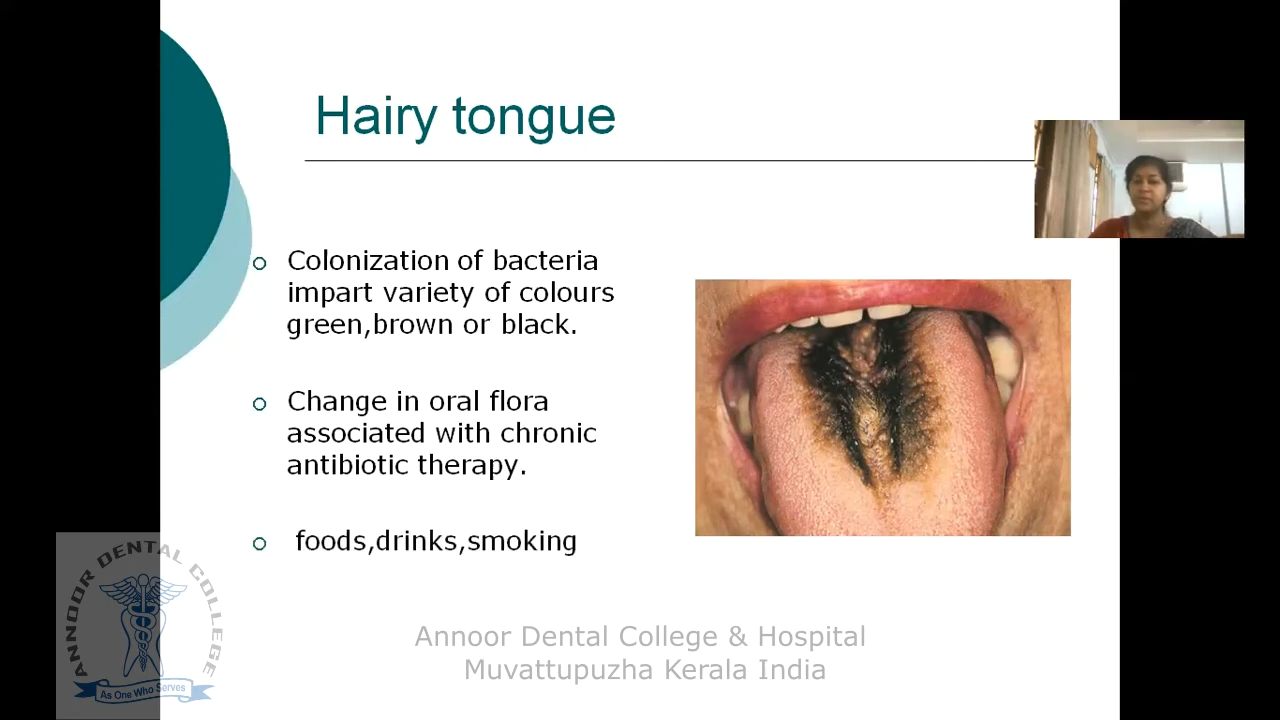 Hairy tongue
Colonization of bacteria
impart variety of colours
green,brown or black.
Change in oral flora
associated with chronic
antibiotic therapy.
foods,drinks,smoking
ANNOOR DENTAL COLLEGE
As One Who Serves
Annoor Dental College & Hospital
Muvattupuzha Kerala India